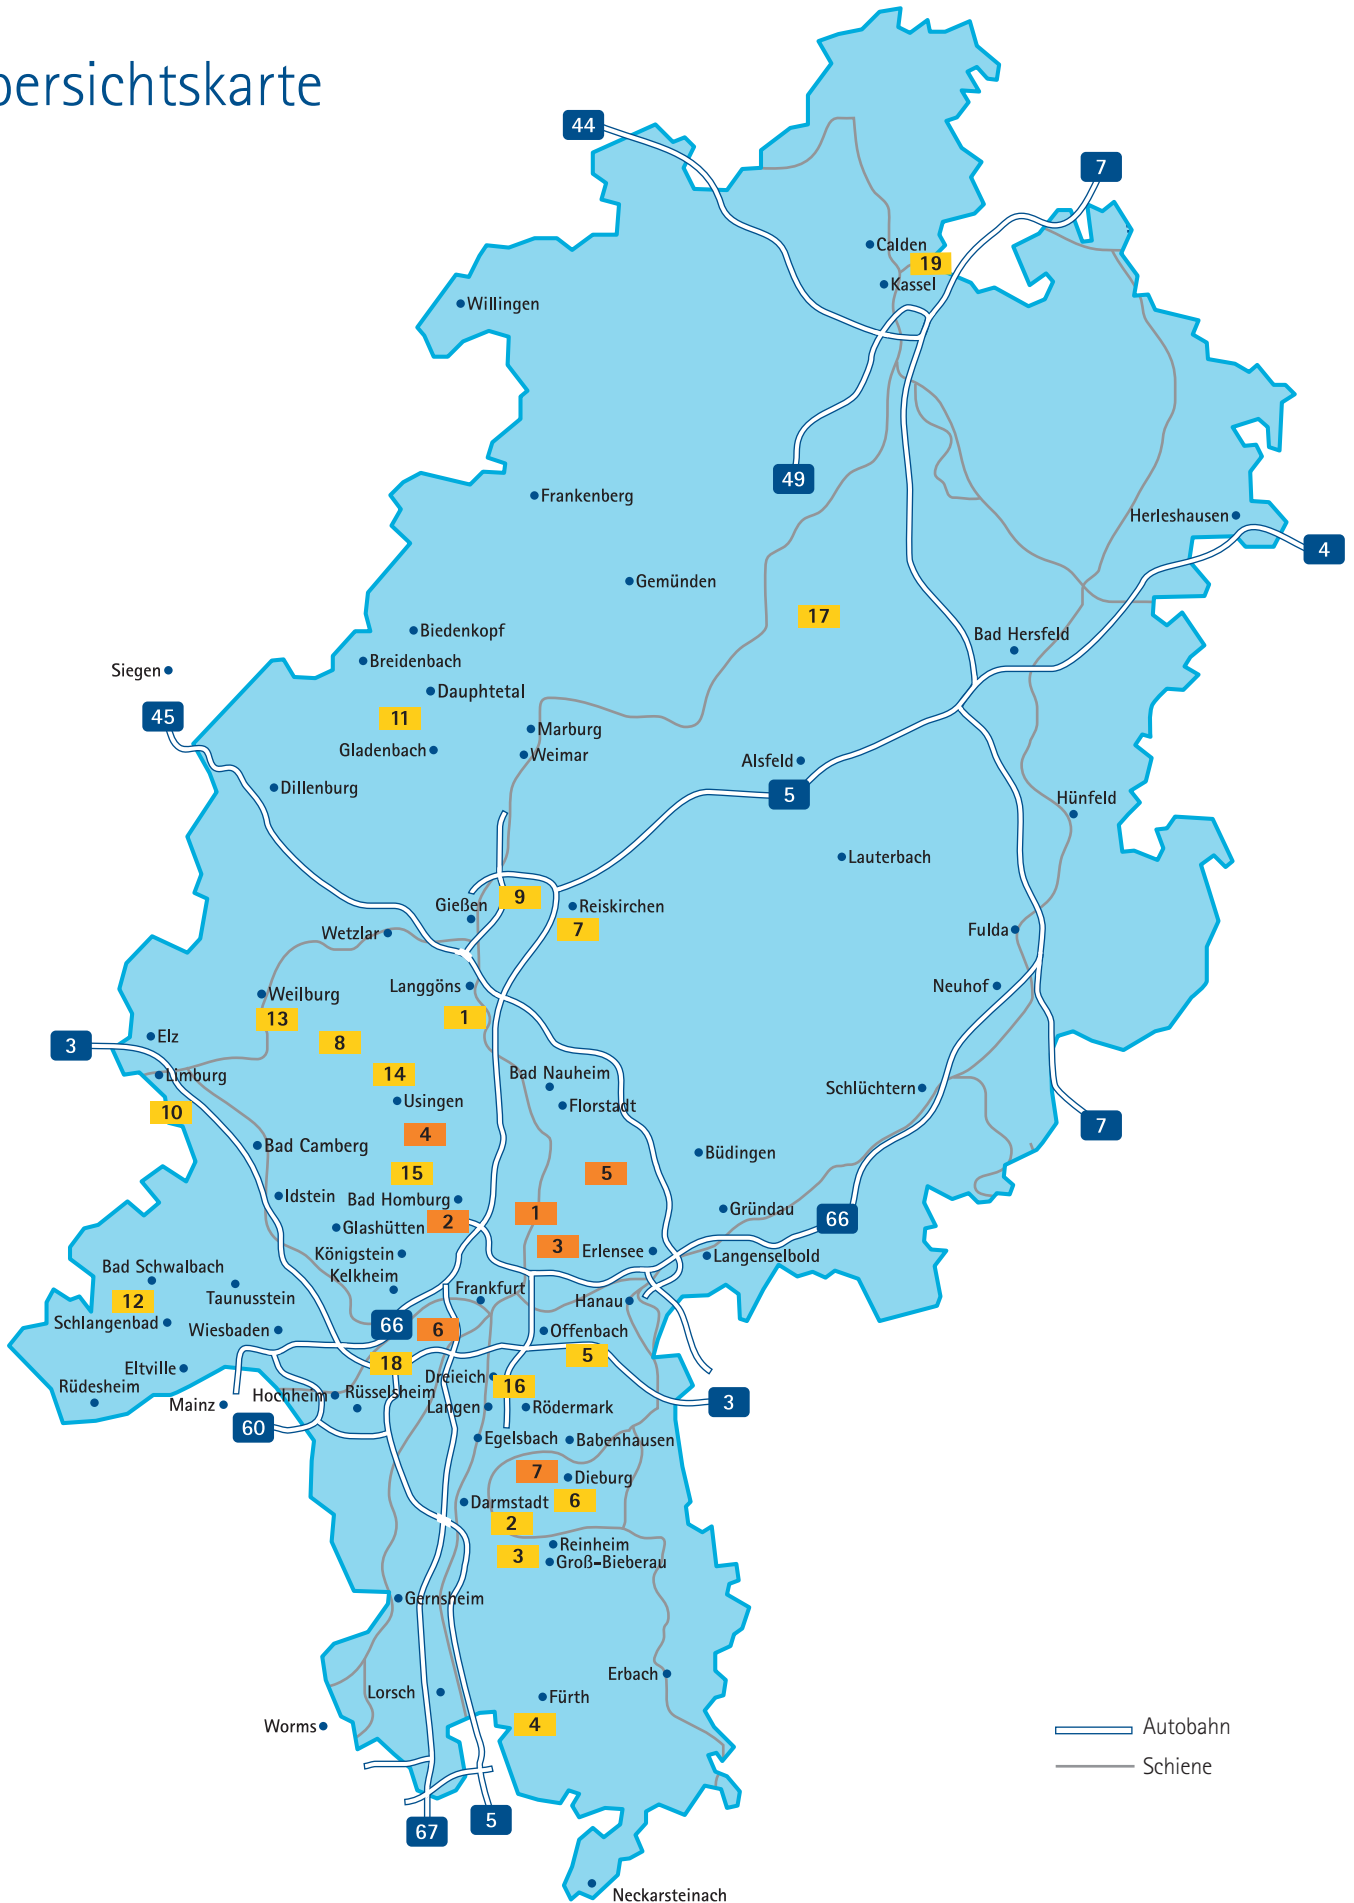 bersichtskarte
44
7
Calden
19
Kassel
Willingen
49
Frankenberg
Herleshausen
4
Gemünden
17
Biedenkopf
Bad Hersfeld
Breidenbach
Siegen
Dauphtetal
45
11
Marburg
Gladenbach
Weimar
Alsfeld
Dillenburg
5
Hünfeld
Lauterbach
9
Gießen
Reiskirchen
7
Wetzlar
Fulda
Langgöns
Neuhof
Weilburg
13
1
Elz
8
3
Limburg
14
Bad Nauheim
Schlüchtern
Usingen
Florstadt
10
7
4
Bad Camberg
Büdingen
15
5
Idstein
Bad Homburg
Gründau
1
2
66
Glashütten
3
Erlensee
Königstein
Langenselbold
Bad Schwalbach
Kelkheim
Taunusstein
Frankfurt
12
Hanau
Schlangenbad
66
6
Wiesbaden
Offenbach
5
18
Eltville
Dreieich
Rüdesheim
16
Hochheim
Rüsselsheim
3
Mainz
Langen
Rödermark
60
Egelsbach
Babenhausen
7
Dieburg
Darmstadt
6
2
Reinheim
3
Groß-Bieberau
Gernsheim
Erbach
Lorsch
Fürth
4
Worms
Autobahn
Schiene
67
5
Neckarsteinach